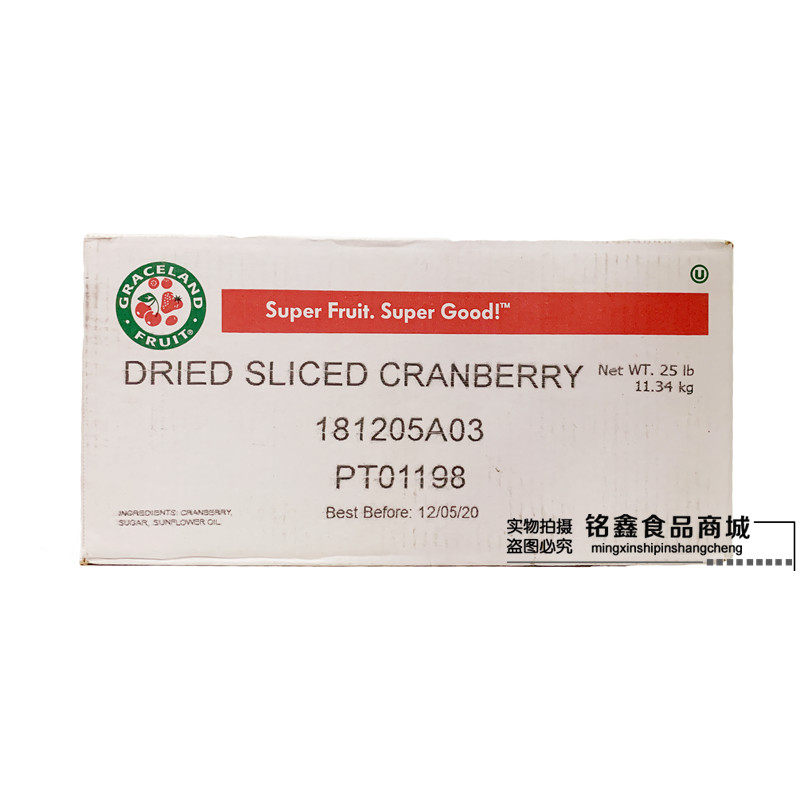 GRACELAND
FRUIT®
Super Fruit. Super Good!™
U
DRIED SLICED CRANBERRY
Net WT. 25 lb
11.34 kg
181205A03
PT01198
INGREDIENTS: CRANBERRY,
SUGAR, SUNFLOWER OIL
Best Before: 12/05/20
实物拍摄
盗图必究
铭鑫食品商城
mingxinshipinshangcheng